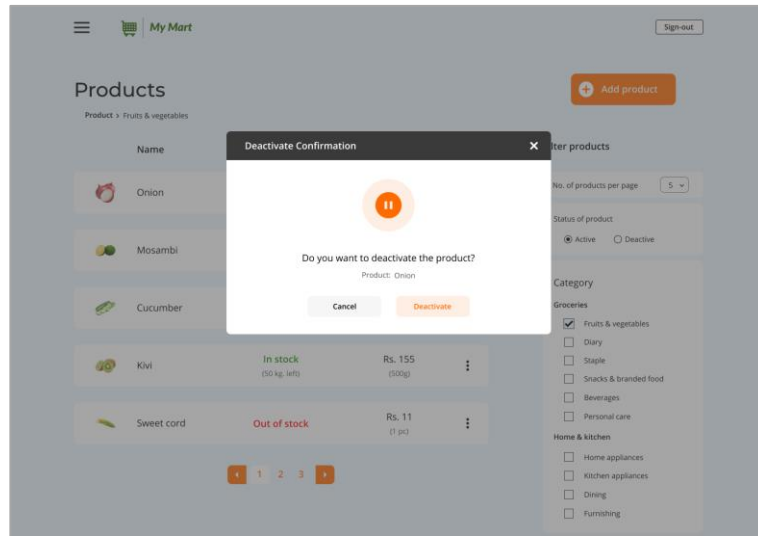 My Mart
Sign-out
Products
Add product
Product > Fruits & vegetables
Name
Deactivate Confirmation
lter products
Onion
No. of products per page
5
Status of product
Active
Deactive
Mosambi
Do you want to deactivate the product?
Product: Onion
Cancel
Deactivate
Cucumber
Category
Groceries
Fruits & vegetables
Diary
Staple
Snacks & branded food
Beverages
Personal care
Kivi
In stock
(50 kg. left)
Rs. 155
(500g)
Sweet cord
Out of stock
Rs. 11
(1 pc)
Home & kitchen
Home appliances
Kitchen appliances
Dining
Furnishing
1 2 3